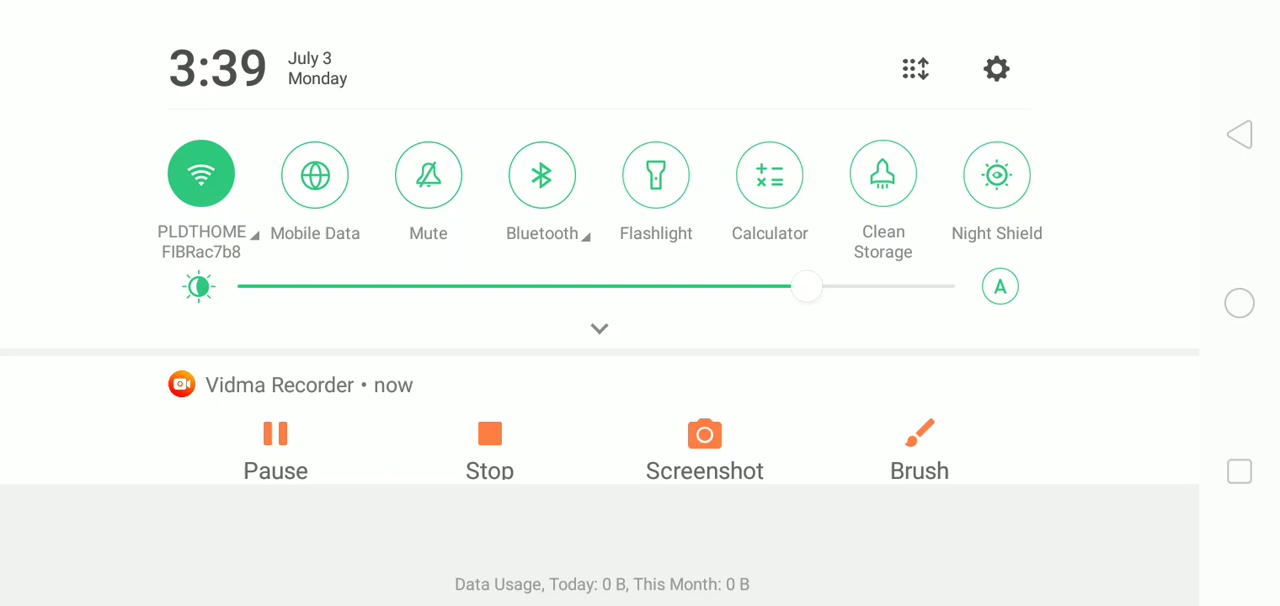 3:39
July 3
Monday
PLDTHOME
FIBRac7b8
Mobile Data
Mute
Bluetooth
Flashlight
Calculator
Clean
Storage
Night Shield
A
Vidma Recorder • now
Pause
Stop
Screenshot
Brush
Data Usage, Today: 0 B, This Month: 0 B